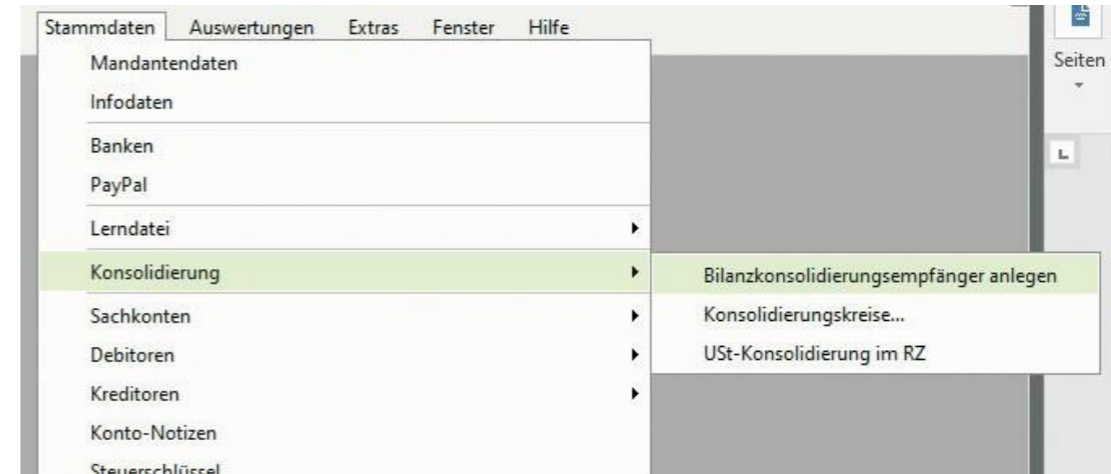 Stammdaten Auswertungen Extras Fenster Hilfe
Mandantendaten
Infodaten
Banken
PayPal
Lerndatei
Konsolidierung
Bilanzkonsolidierungsempfänger anlegen
Konsolidierungskreise...
USt-Konsolidierung im RZ
Sachkonten
Debitoren
Kreditoren
Konto-Notizen
Steuerschlüssel
Seiten